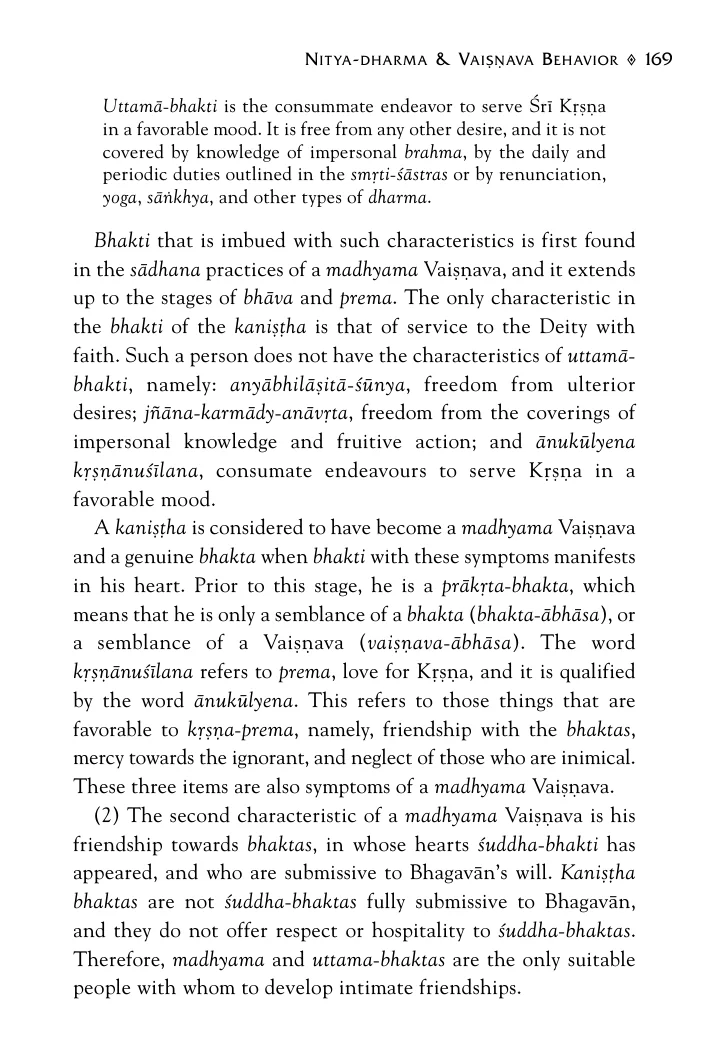 NITYA-DHARMA & VAIṢṆAVA BEHAVIOR ◊ 169
Uttamā-bhakti is the consummate endeavor to serve Śrī Kṛṣṇa
in a favorable mood. It is free from any other desire, and it is not
covered by knowledge of impersonal brahma, by the daily and
periodic duties outlined in the smṛti-śāstras or by renunciation,
yoga, sāṅkhya, and other types of dharma.
Bhakti that is imbued with such characteristics is first found
in the sādhana practices of a madhyama Vaiṣṇava, and it extends
up to the stages of bhāva and prema. The only characteristic in
the bhakti of the kaniṣṭha is that of service to the Deity with
faith. Such a person does not have the characteristics of uttamā-
bhakti, namely: anyābhilāṣitā-śūnya, freedom from ulterior
desires; jñāna-karmādy-anāvṛta, freedom from the coverings of
impersonal knowledge and fruitive action; and ānukūlyena
kṛṣṇānuśīlana, consumate endeavours to serve Kṛṣṇa in a
favorable mood.
A kaniṣṭha is considered to have become a madhyama Vaiṣṇava
and a genuine bhakta when bhakti with these symptoms manifests
in his heart. Prior to this stage, he is a prākṛta-bhakta, which
means that he is only a semblance of a bhakta (bhakta-ābhāsa), or
a semblance of a Vaiṣṇava (vaiṣṇava-ābhāsa). The word
kṛṣṇānuśīlana refers to prema, love for Kṛṣṇa, and it is qualified
by the word ānukūlyena. This refers to those things that are
favorable to kṛṣṇa-prema, namely, friendship with the bhaktas,
mercy towards the ignorant, and neglect of those who are inimical.
These three items are also symptoms of a madhyama Vaiṣṇava.
(2) The second characteristic of a madhyama Vaiṣṇava is his
friendship towards bhaktas, in whose hearts śuddha-bhakti has
appeared, and who are submissive to Bhagavān's will. Kaniṣṭha
bhaktas are not śuddha-bhaktas fully submissive to Bhagavān,
and they do not offer respect or hospitality to śuddha-bhaktas.
Therefore, madhyama and uttama-bhaktas are the only suitable
people with whom to develop intimate friendships.